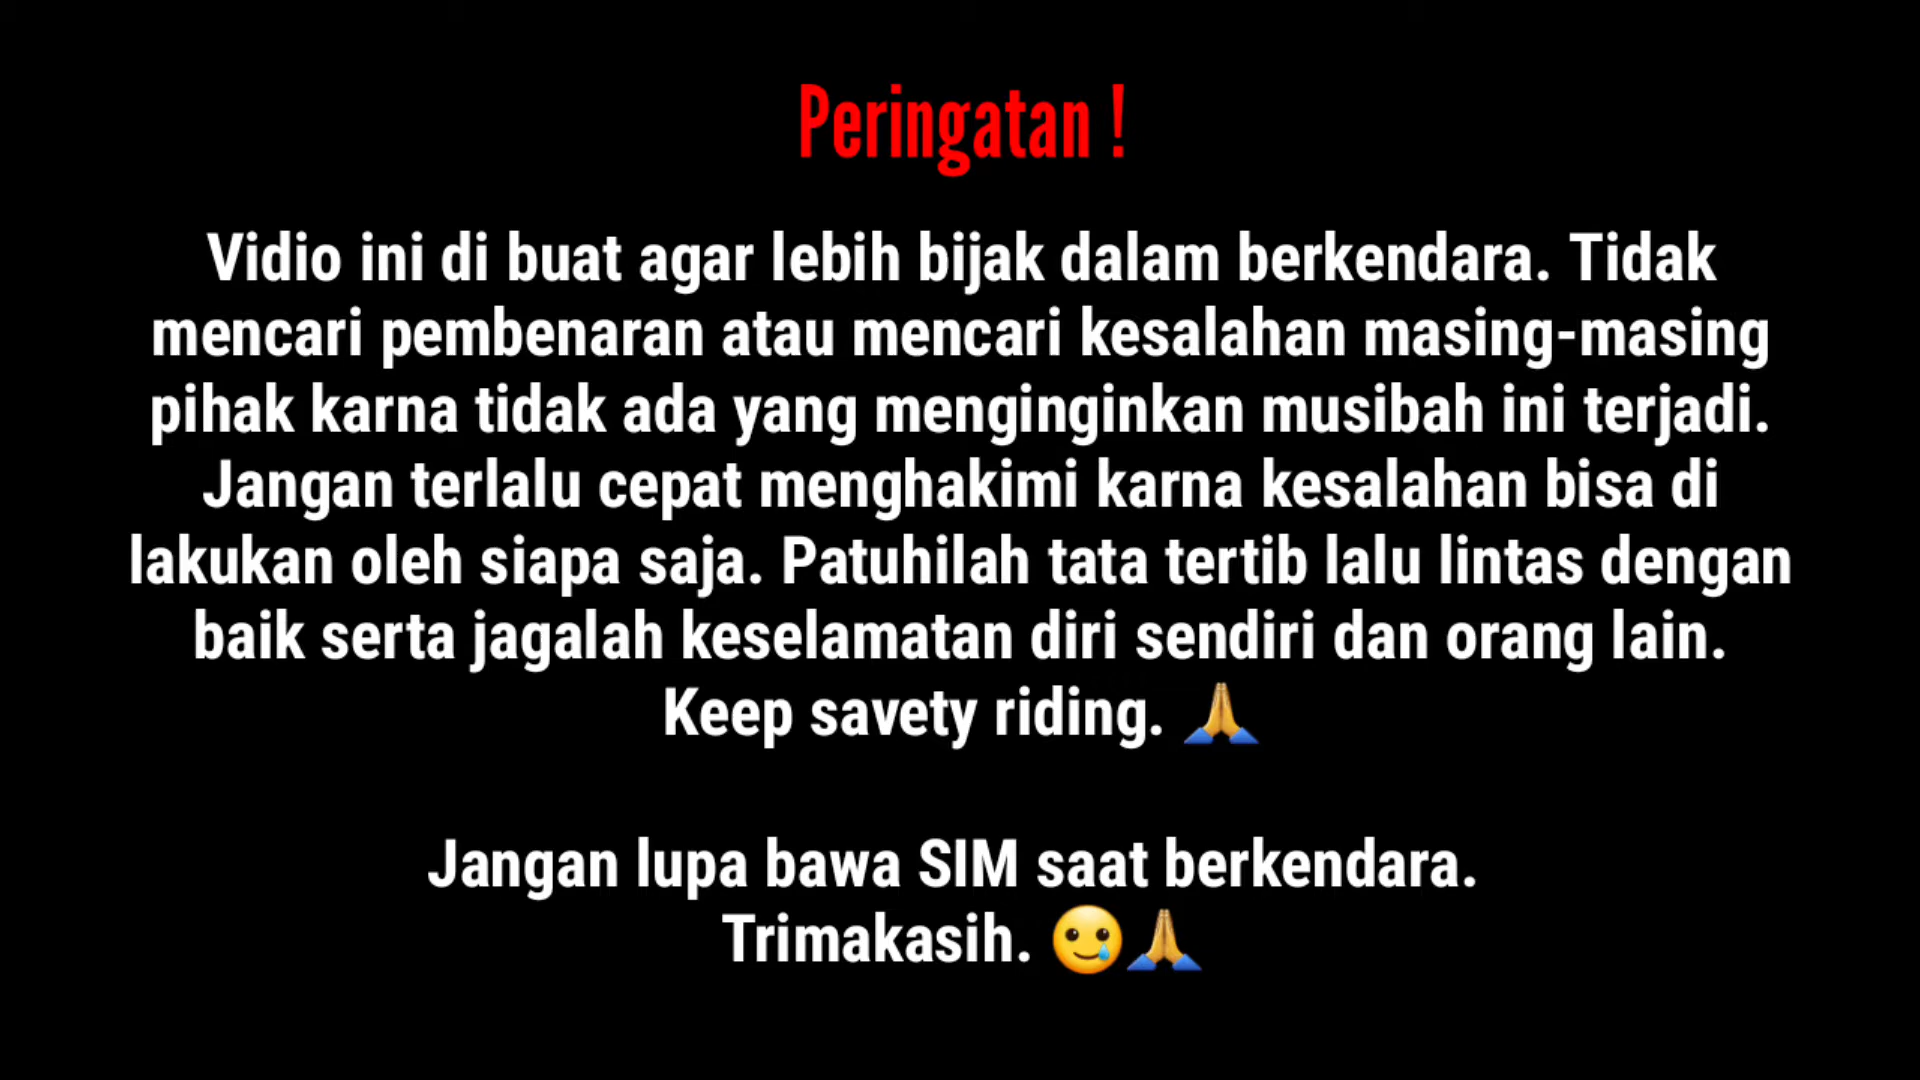 Peringatan !
Vidio ini di buat agar lebih bijak dalam berkendara. Tidak
mencari pembenaran atau mencari kesalahan masing-masing
pihak karna tidak ada yang menginginkan musibah ini terjadi.
Jangan terlalu cepat menghakimi karna kesalahan bisa di
lakukan oleh siapa saja. Patuhilah tata tertib lalu lintas dengan
baik serta jagalah keselamatan diri sendiri dan orang lain.
Keep savety riding. 🙏
Jangan lupa bawa SIM saat berkendara.
Trimakasih. 🥲🙏